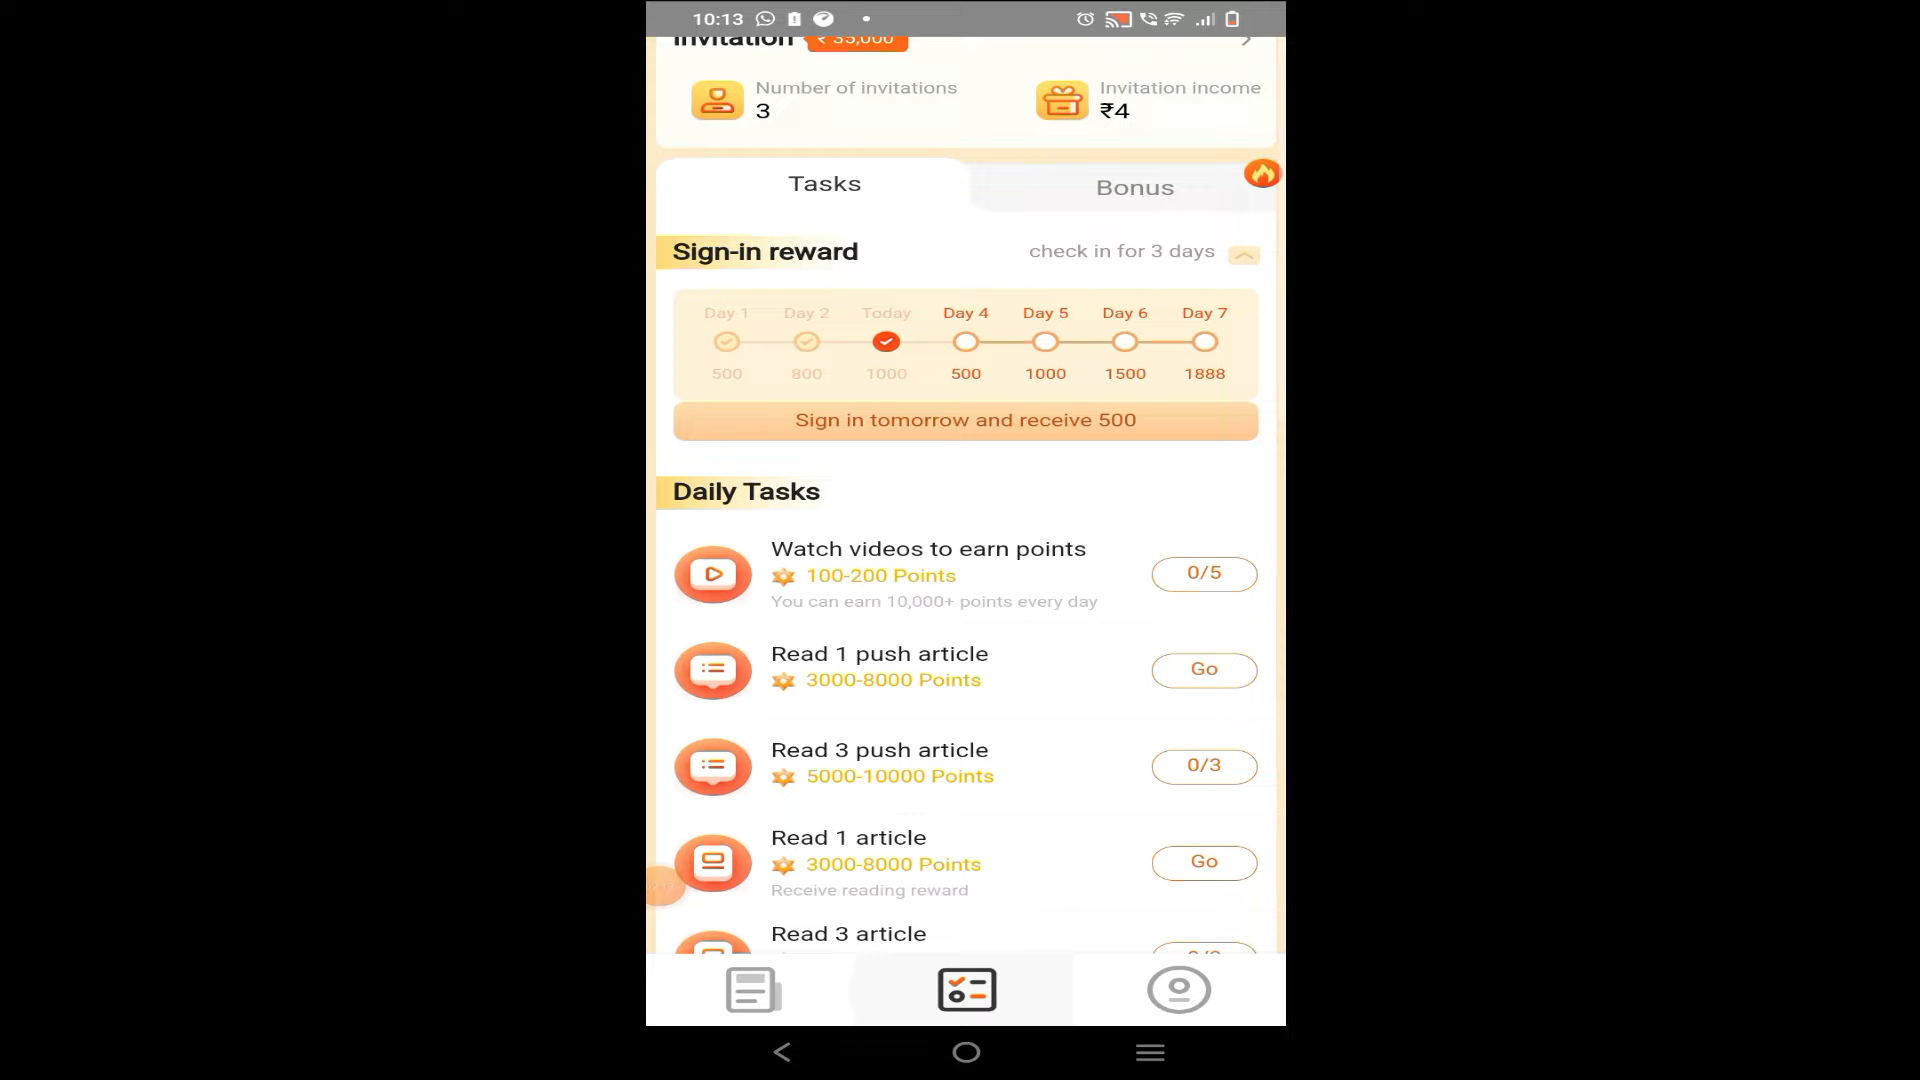 10:13
Invitation ₹ 35,000
Number of invitations
3
Invitation income
₹4
Tasks
Bonus
Sign-in reward
check in for 3 days
Day 1 Day 2 Today Day 4 Day 5 Day 6 Day 7
500 800 1000 500 1000 1500 1888
Sign in tomorrow and receive 500
Daily Tasks
Watch videos to earn points
100-200 Points
You can earn 10,000+ points every day
0/5
Read 1 push article
3000-8000 Points
Go
Read 3 push article
5000-10000 Points
0/3
Read 1 article
3000-8000 Points
Receive reading reward
Go
Read 3 article